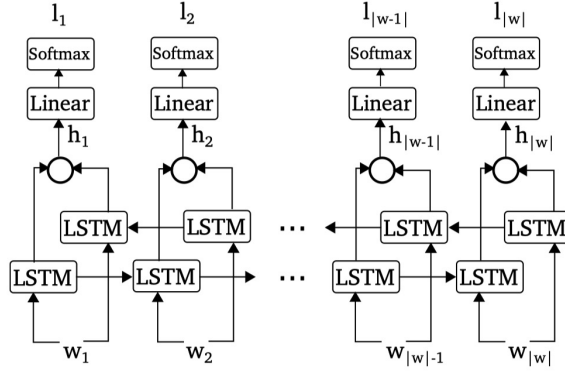 l₁ l₂ l|w-1| l|w|
Softmax Softmax Softmax Softmax
Linear Linear Linear Linear
h₁ h₂ h|w-1| h|w|
LSTM LSTM ... LSTM LSTM
LSTM LSTM ... LSTM LSTM
w₁ w₂ w|w|-1 w|w|